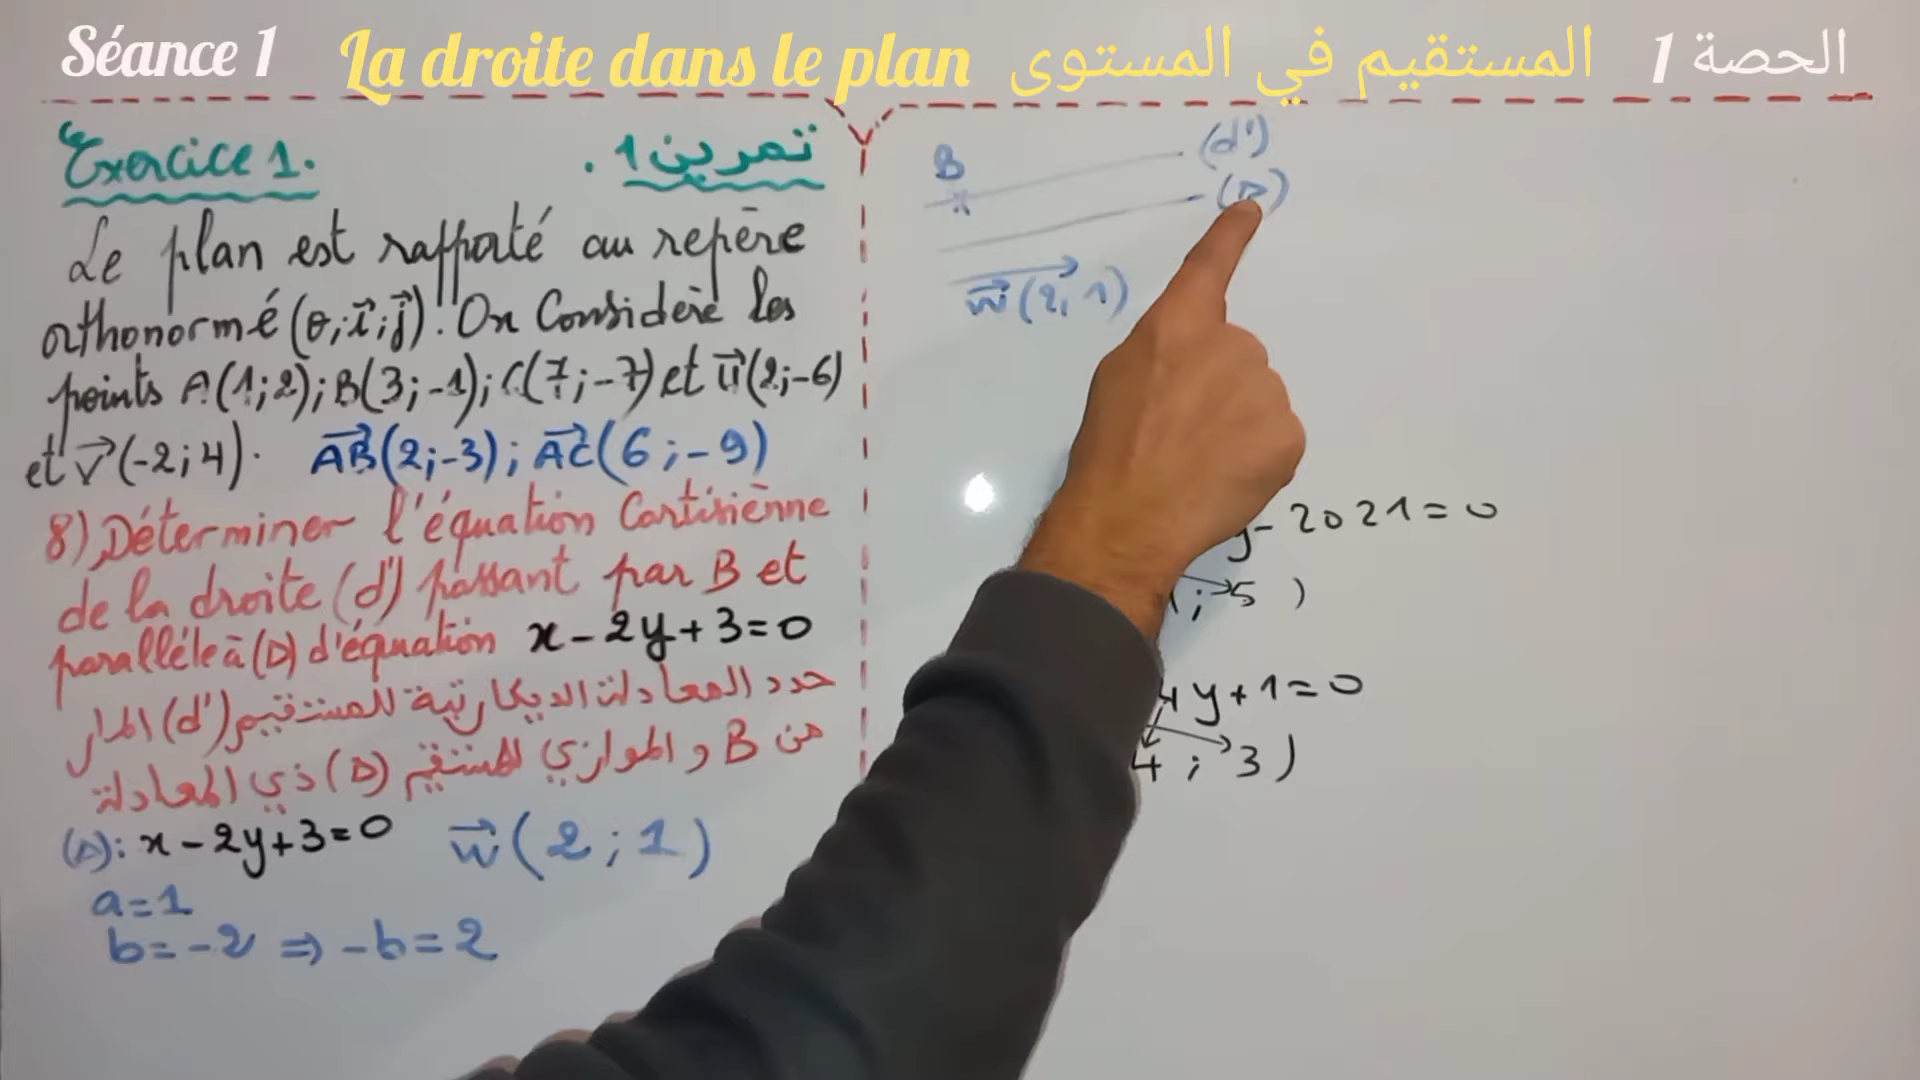 Séance 1 La droite dans le plan المستقيم في المستوى الحصة 1
Exercice 1. تمرين 1.
Le plan est rapporté au repère
orthonormé (o; i⃗; j⃗). On Considère les
points A(1;2); B(3;-1); C(7;-7) et u⃗(2;-6)
et v⃗(-2;4). AB⃗(2;-3); AC⃗(6;-9)
8) Déterminer l'équation Cartisiènne
de la droite (d') passant par B et
parallèle à (D) d'équation x-2y+3=0
حدد المعادلة الديكارتية للمستقيم (d') المار
من B و الموازي للمستقيم (D) ذي المعادلة
(D): x-2y+3=0 w⃗(2;1)
a=1
b=-2 ⇒ -b=2
B (d')
(D)
w⃗(2, 1)
y-2021=0
;-5 )
4y+1=0
4 ; 3)